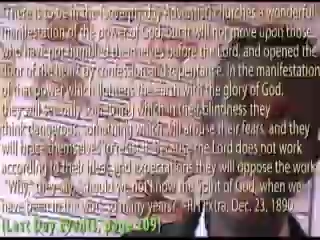 "There is to be in the [Seventh-day Adventist] churches a wonderful
manifestation of the power of God, but it will not move upon those
who have not humbled themselves before the Lord, and opened the
door of the heart by confession and repentance. In the manifestation
of that power which lightens the earth with the glory of God,
they will see only something which in their blindness they
think dangerous, something which will arouse their fears, and they
will brace themselves to resist it. Because the Lord does not work
according to their ideas and expectations they will oppose the work.
"Why," they say, "should we not know the Spirit of God, when we
have been in the work so many years?" - RH Extra, Dec. 23, 1890
(Last Day Events, page 209)